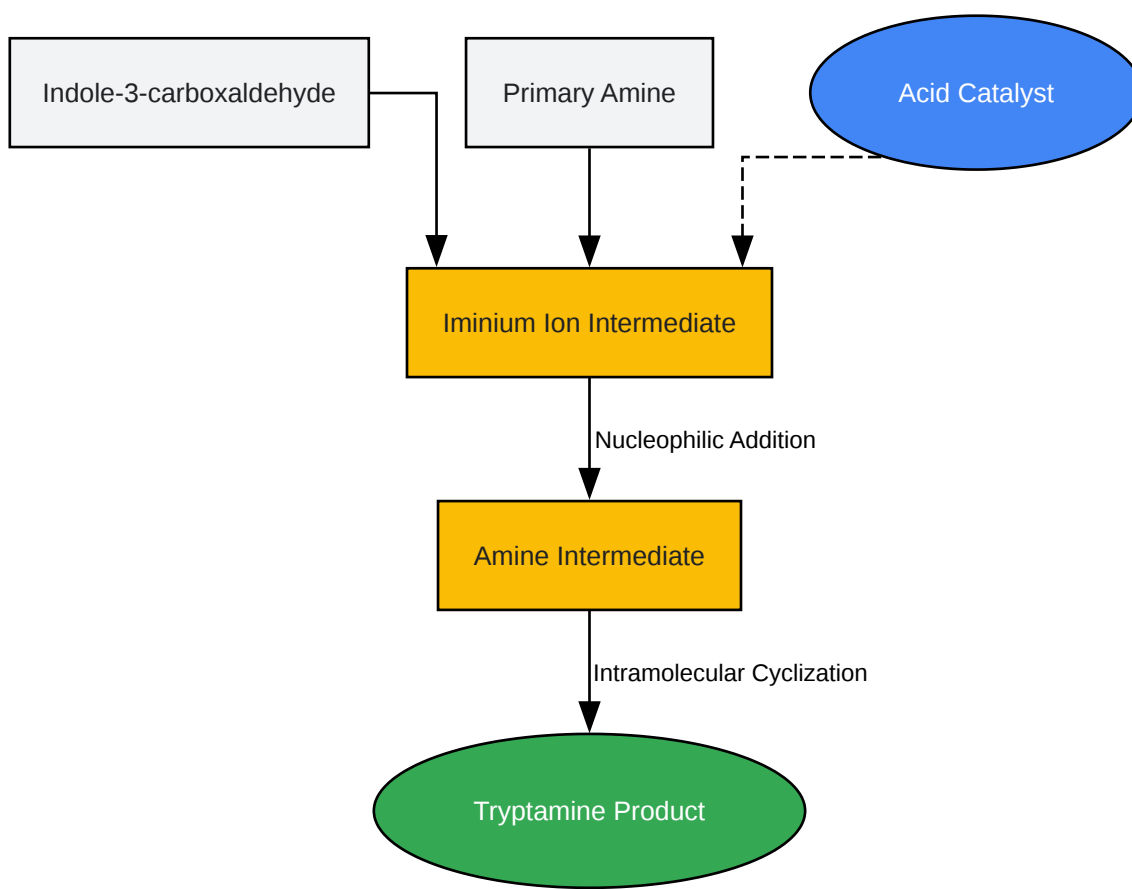 Indole-3-carboxaldehyde
Primary Amine
Acid Catalyst
Iminium Ion Intermediate
Nucleophilic Addition
Amine Intermediate
Intramolecular Cyclization
Tryptamine Product